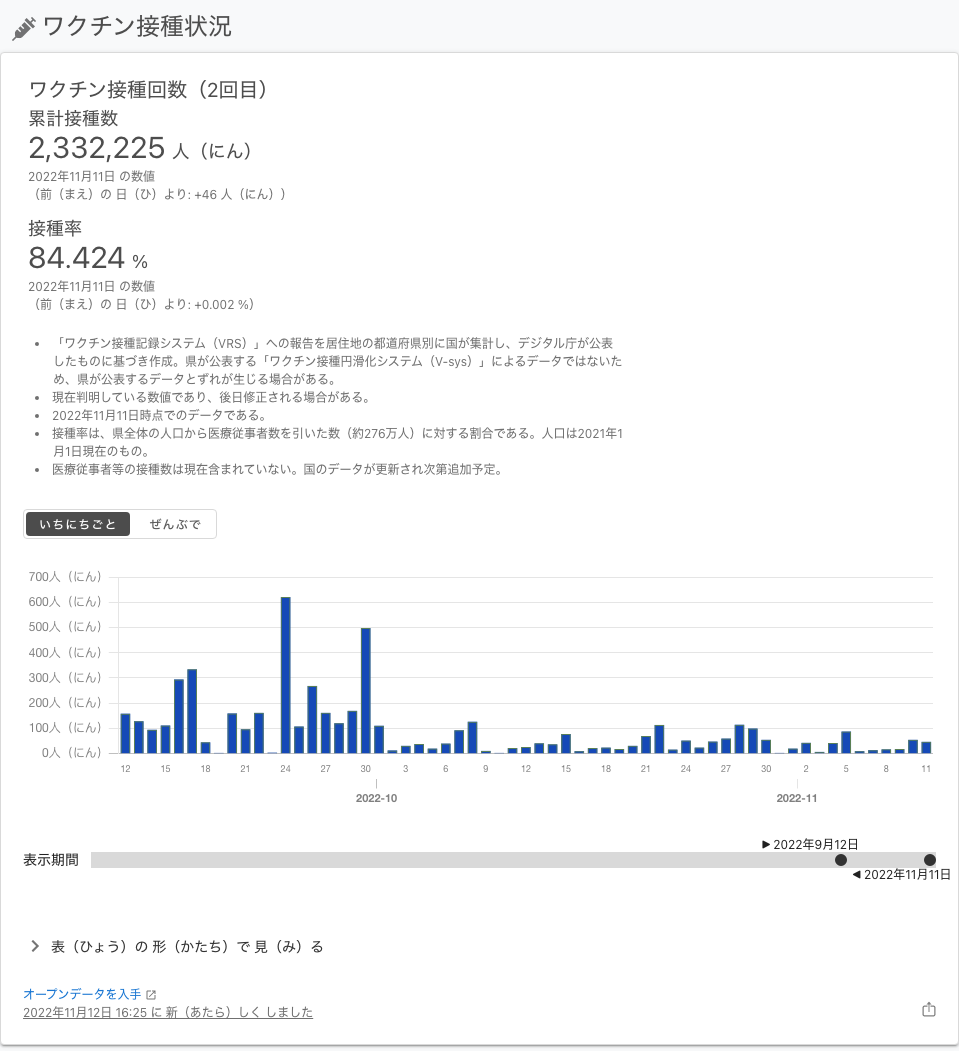 ワクチン接種状況
ワクチン接種回数（2回目）
累計接種数
2,332,225 人（にん）
2022年11月11日 の数値
（前（まえ）の 日（ひ）より: +46 人（にん））
接種率
84.424 %
2022年11月11日 の数値
（前（まえ）の 日（ひ）より: +0.002 %）
• 「ワクチン接種記録システム（VRS）」への報告を居住地の都道府県別に国が集計し、デジタル庁が公表
したものに基づき作成。県が公表する「ワクチン接種円滑化システム（V-sys）」によるデータではないた
め、県が公表するデータとずれが生じる場合がある。
• 現在判明している数値であり、後日修正される場合がある。
• 2022年11月11日時点でのデータである。
• 接種率は、県全体の人口から医療従事者数を引いた数（約276万人）に対する割合である。人口は2021年1
月1日現在のもの。
• 医療従事者等の接種数は現在含まれていない。国のデータが更新され次第追加予定。
いちにちごと ぜんぶで
700人（にん）
600人（にん）
500人（にん）
400人（にん）
300人（にん）
200人（にん）
100人（にん）
0人（にん）
12 15 18 21 24 27 30 3 6 9 12 15 18 21 24 27 30 2 5 8 11
2022-10 2022-11
2022年9月12日
表示期間
2022年11月11日
表（ひょう）の 形（かたち）で 見（み）る
オープンデータを入手
2022年11月12日 16:25 に 新（あたら）しく しました